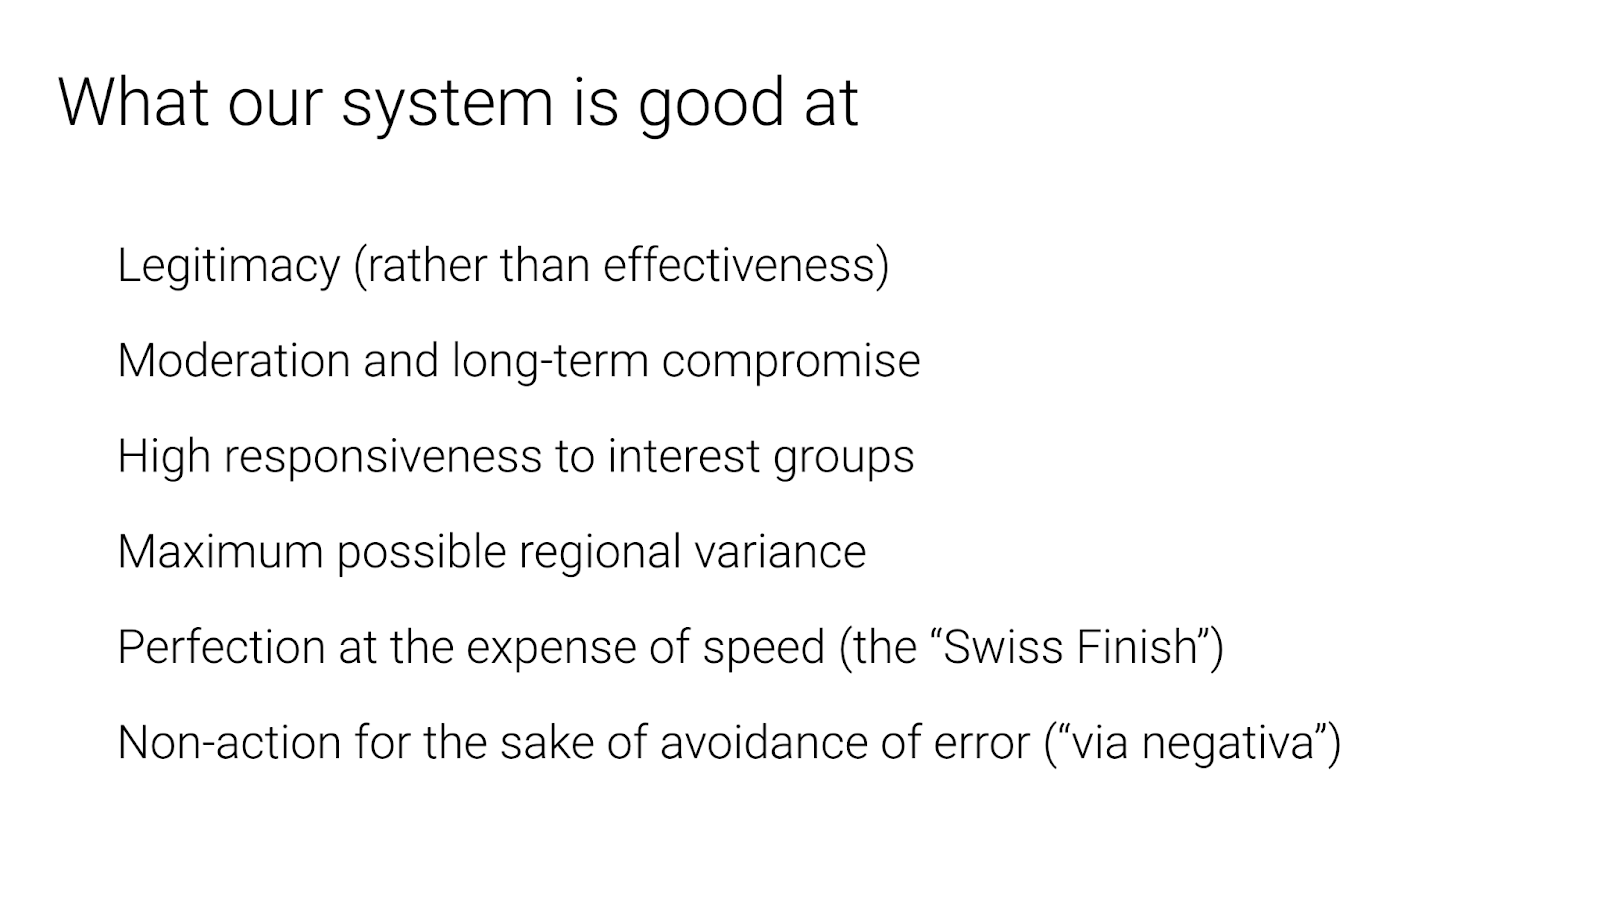 What our system is good at
Legitimacy (rather than effectiveness)
Moderation and long-term compromise
High responsiveness to interest groups
Maximum possible regional variance
Perfection at the expense of speed (the “Swiss Finish”)
Non-action for the sake of avoidance of error (“via negativa”)